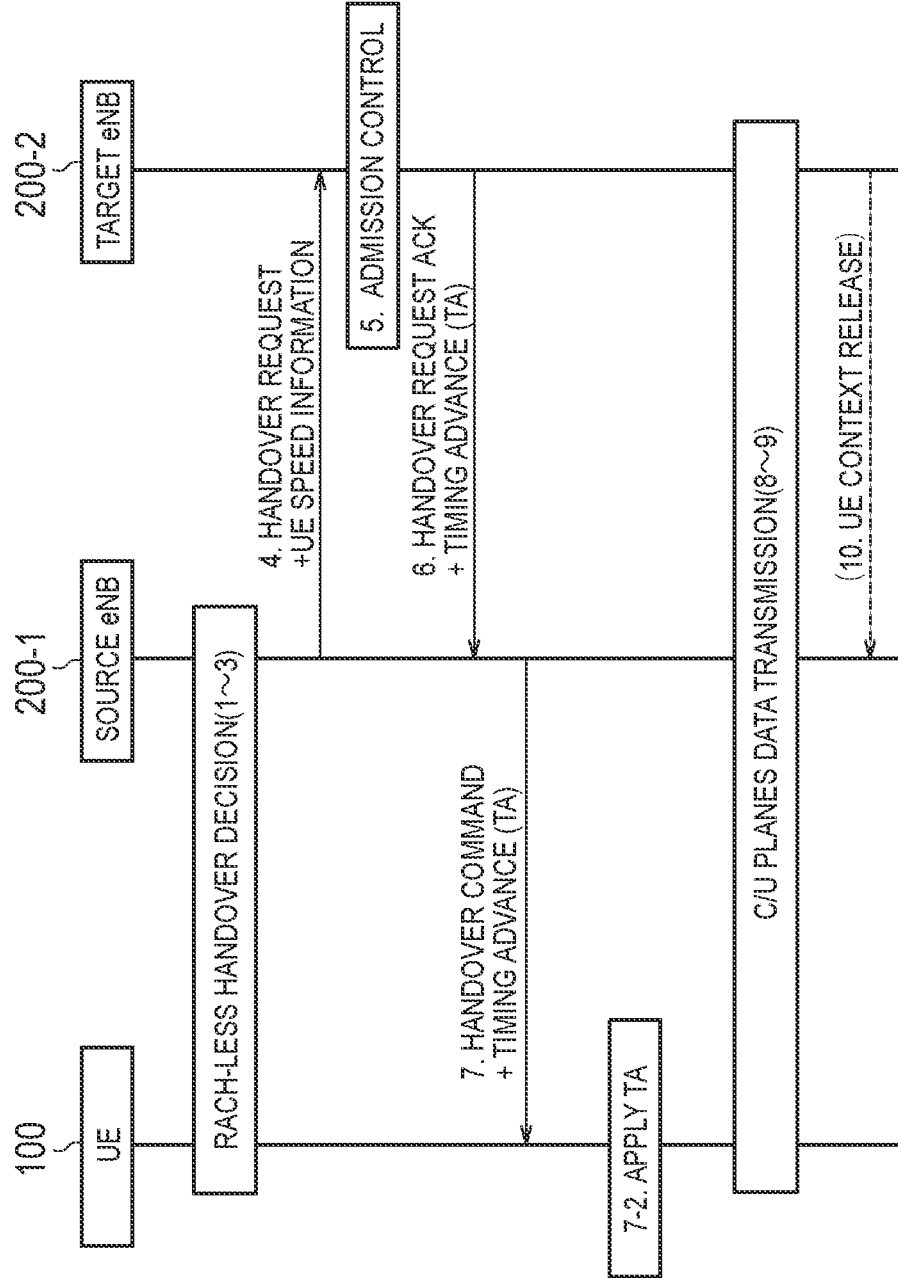 100
200-1
200-2
UE
SOURCE eNB
TARGET eNB
RACH-LESS HANDOVER DECISION(1~3)
4. HANDOVER REQUEST
+UE SPEED INFORMATION
5. ADMISSION CONTROL
6. HANDOVER REQUEST ACK
+ TIMING ADVANCE (TA)
7. HANDOVER COMMAND
+ TIMING ADVANCE (TA)
7-2. APPLY TA
C/U PLANES DATA TRANSMISSION(8~9)
(10. UE CONTEXT RELEASE)